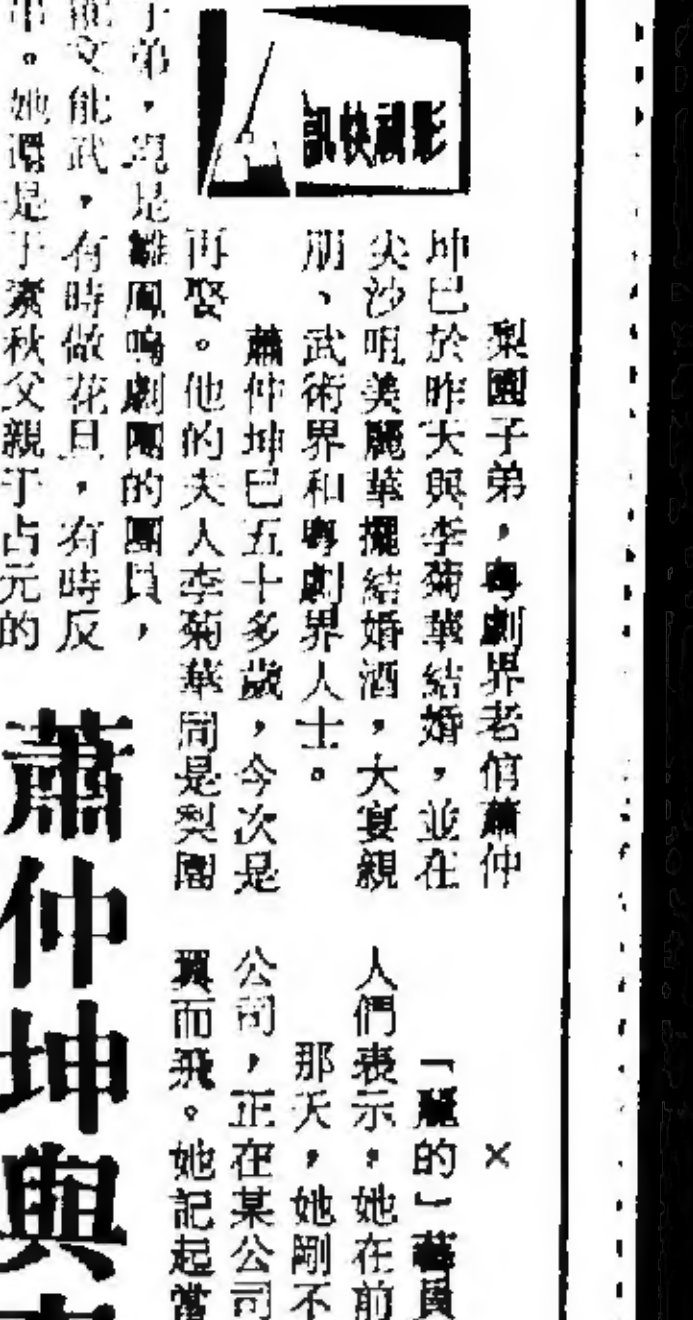 影視快訊
梨園子弟，粵劇界老倌蕭仲
坤已於昨天與李菊華結婚，並在
尖沙咀美麗華擺結婚酒，大宴親
朋、武術界和粵劇界人士。
蕭仲坤已五十多歲，今次是
再娶。他的夫人李菊華同是梨園
子弟，現是雛鳳鳴劇團的團員，
能文能武，有時做花旦，有時反
串。她還是于素秋父親于占元的
蕭仲坤與
×
「麗的」藝員
人們表示，她在前
那天，她剛不
公司，正在某公司
翼而飛。她記起當